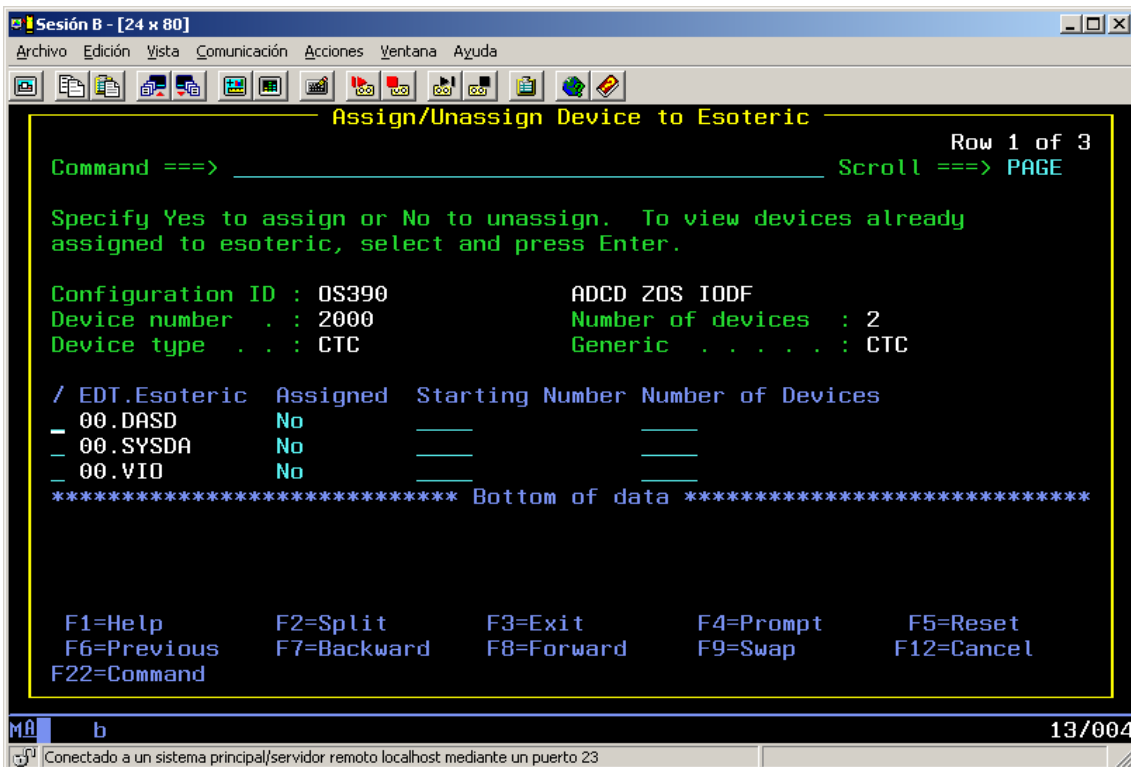 Sesión B - [24 x 80]
Archivo Edición Vista Comunicación Acciones Ventana Ayuda
Assign/Unassign Device to Esoteric
Row 1 of 3
Command ===> Scroll ===> PAGE
Specify Yes to assign or No to unassign. To view devices already
assigned to esoteric, select and press Enter.
Configuration ID : OS390 ADCD ZOS IODF
Device number . : 2000 Number of devices : 2
Device type . . : CTC Generic . . . . . : CTC
/ EDT.Esoteric Assigned Starting Number Number of Devices
_ 00.DASD No ____ ____
_ 00.SYSDA No ____ ____
_ 00.VIO No ____ ____
***************************** Bottom of data *****************************
F1=Help F2=Split F3=Exit F4=Prompt F5=Reset
F6=Previous F7=Backward F8=Forward F9=Swap F12=Cancel
F22=Command
MA b 13/004
Conectado a un sistema principal/servidor remoto localhost mediante un puerto 23